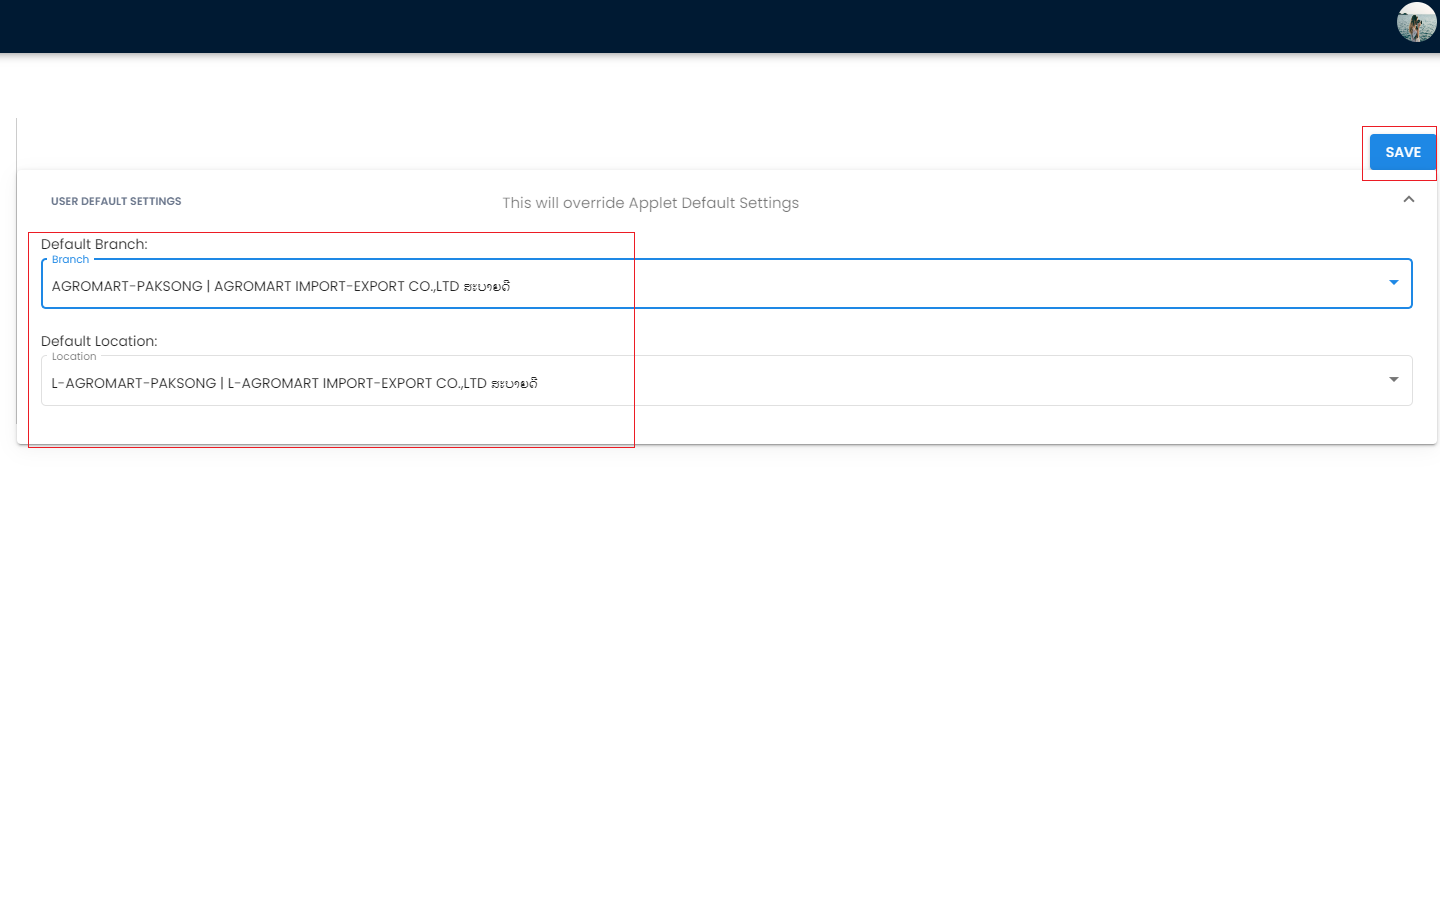 SAVE
USER DEFAULT SETTINGS
This will override Applet Default Settings
Default Branch:
Branch
AGROMART-PAKSONG | AGROMART IMPORT-EXPORT CO.,LTD ສະບາຍດີ
Default Location:
Location
L-AGROMART-PAKSONG | L-AGROMART IMPORT-EXPORT CO.,LTD ສະບາຍດີ